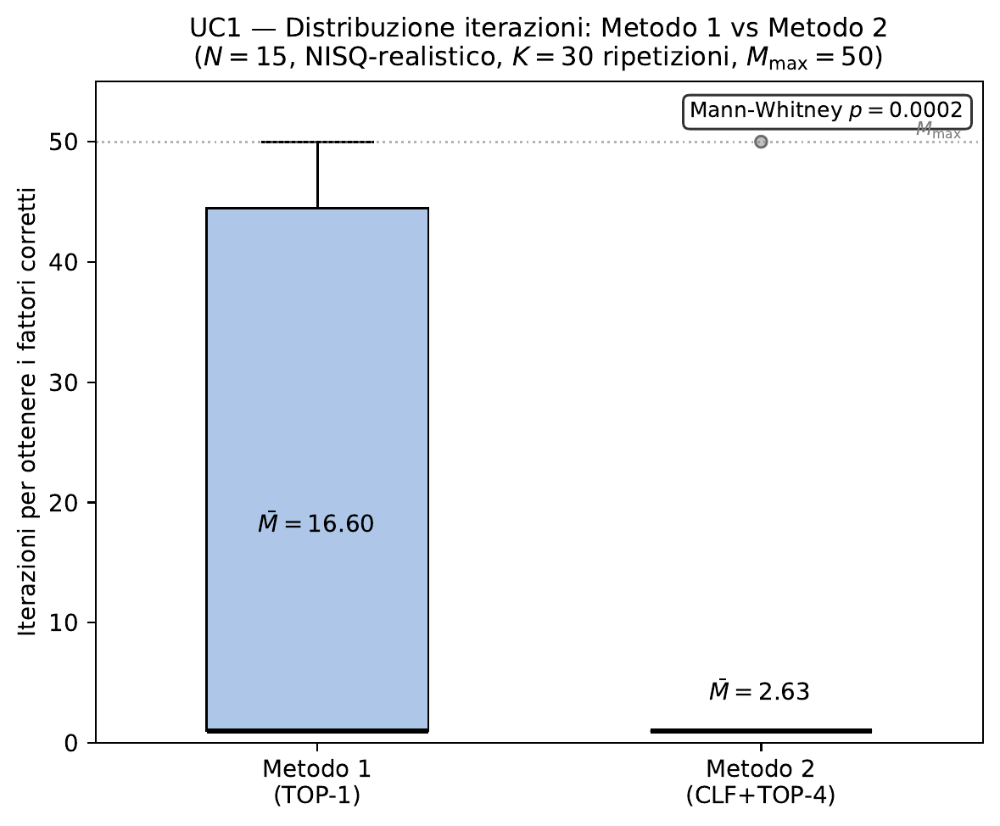 UC1 — Distribuzione iterazioni: Metodo 1 vs Metodo 2
(N = 15, NISQ-realistico, K = 30 ripetizioni, M_max = 50)
Mann-Whitney p = 0.0002
M_max
Iterazioni per ottenere i fattori corretti
50
40
30
20
10
0
M̄ = 16.60
M̄ = 2.63
Metodo 1
(TOP-1)
Metodo 2
(CLF+TOP-4)